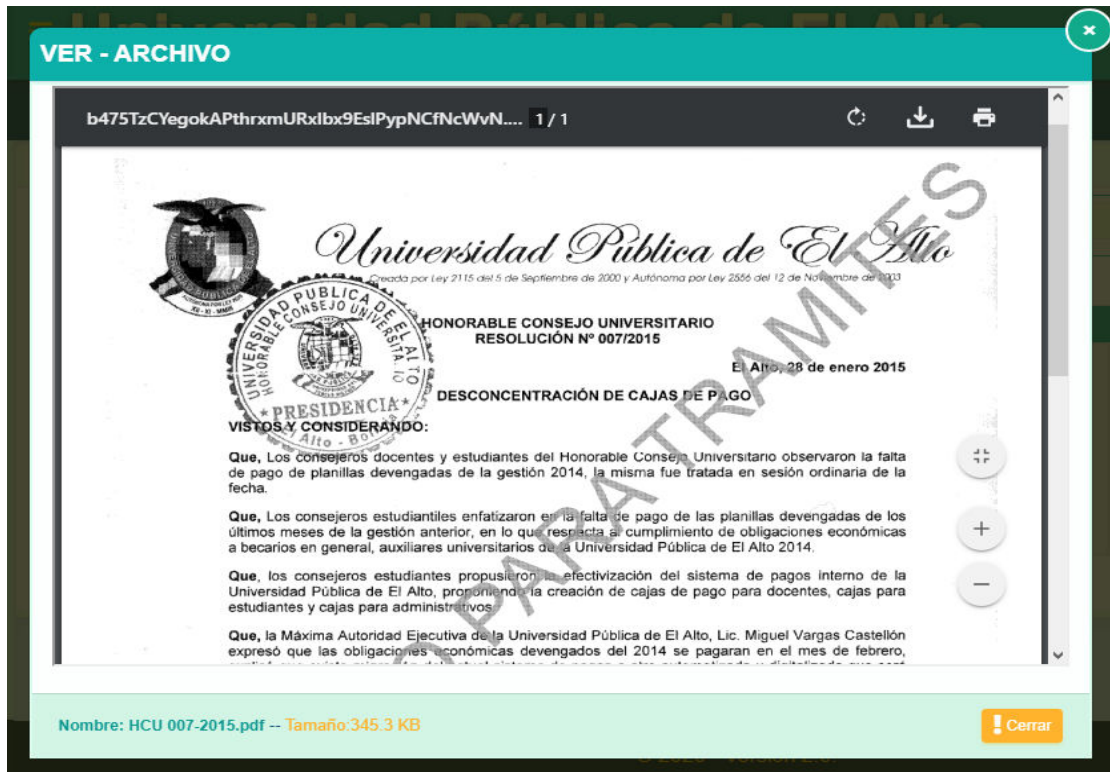 VER - ARCHIVO
b475TzCYegokAPthrxmURxlbx9EslPypNCfNcWvN.... 1 / 1
Universidad Pública de El Alto
Creada por Ley 2115 del 5 de Septiembre de 2000 y Autónoma por Ley 2556 del 12 de Noviembre de 2003
UNIVERSIDAD PUBLICA DE EL ALTO
HONORABLE CONSEJO UNIVERSITARIO
PRESIDENCIA
El Alto - Bolivia
HONORABLE CONSEJO UNIVERSITARIO
RESOLUCIÓN Nº 007/2015
El Alto, 28 de enero 2015
DESCONCENTRACIÓN DE CAJAS DE PAGO
VISTOS Y CONSIDERANDO:
Que, Los consejeros docentes y estudiantes del Honorable Consejo Universitario observaron la falta
de pago de planillas devengadas de la gestión 2014, la misma fue tratada en sesión ordinaria de la
fecha.
Que, Los consejeros estudiantiles enfatizaron en la falta de pago de las planillas devengadas de los
últimos meses de la gestión anterior, en lo que respecta al cumplimiento de obligaciones económicas
a becarios en general, auxiliares universitarios de la Universidad Pública de El Alto 2014.
Que, los consejeros estudiantes propusieron la efectivización del sistema de pagos interno de la
Universidad Pública de El Alto, proponiendo la creación de cajas de pago para docentes, cajas para
estudiantes y cajas para administrativos.
Que, la Máxima Autoridad Ejecutiva de la Universidad Pública de El Alto, Lic. Miguel Vargas Castellón
expresó que las obligaciones económicas devengados del 2014 se pagaran en el mes de febrero,
O PARA TRAMITES
Nombre: HCU 007-2015.pdf -- Tamaño:345.3 KB
Cerrar